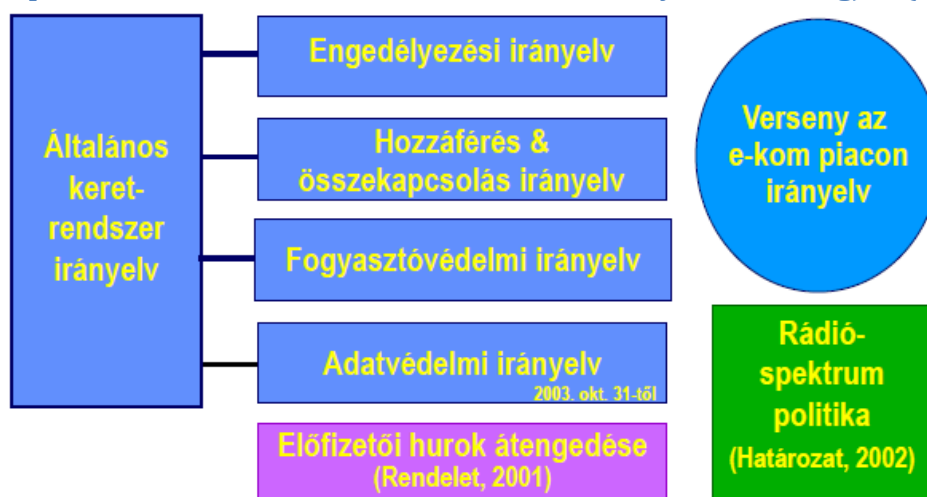 Általános
keret-
rendszer
irányelv
Engedélyezési irányelv
Hozzáférés &
összekapcsolás irányelv
Fogyasztóvédelmi irányelv
Adatvédelmi irányelv
2003. okt. 31-től
Előfizetői hurok átengedése
(Rendelet, 2001)
Verseny az
e-kom piacon
irányelv
Rádió-
spektrum
politika
(Határozat, 2002)